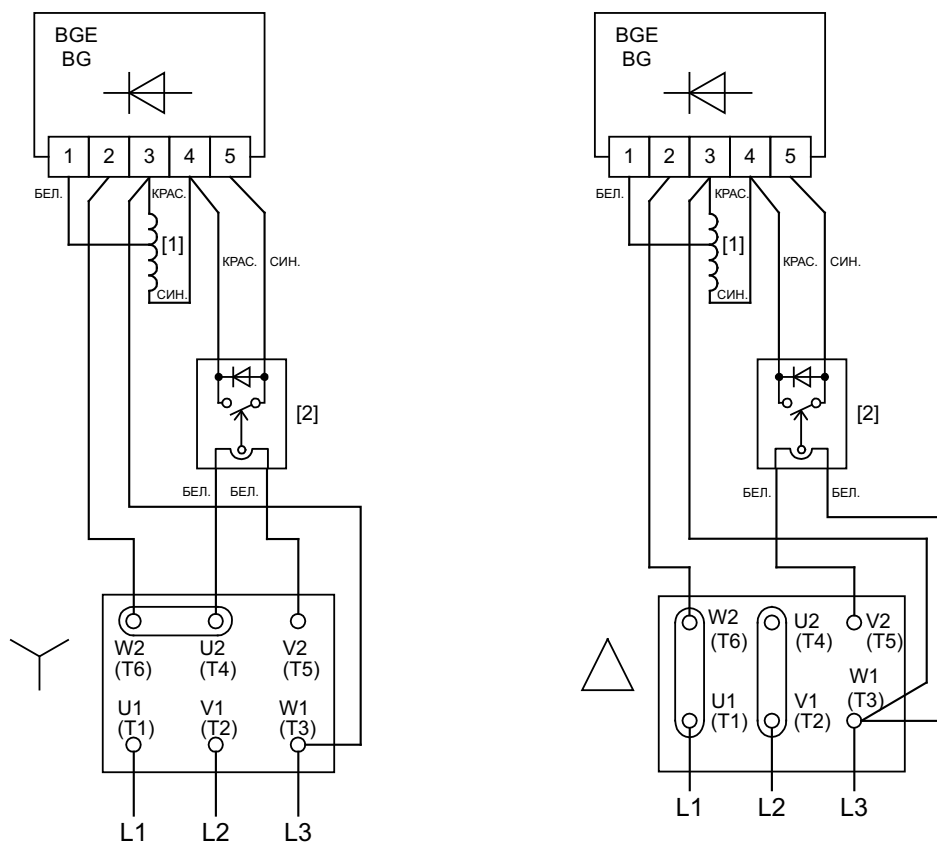 BGE
BG
1 2 3 4 5
БЕЛ.
КРАС.
[1]
КРАС.
СИН.
СИН.
[2]
БЕЛ. БЕЛ.
W2
(T6)
U2
(T4)
V2
(T5)
U1
(T1)
V1
(T2)
W1
(T3)
L1 L2 L3
BGE
BG
1 2 3 4 5
БЕЛ.
КРАС.
[1]
КРАС.
СИН.
СИН.
[2]
БЕЛ. БЕЛ.
W2
(T6)
U2
(T4)
V2
(T5)
U1
(T1)
V1
(T2)
W1
(T3)
L1 L2 L3